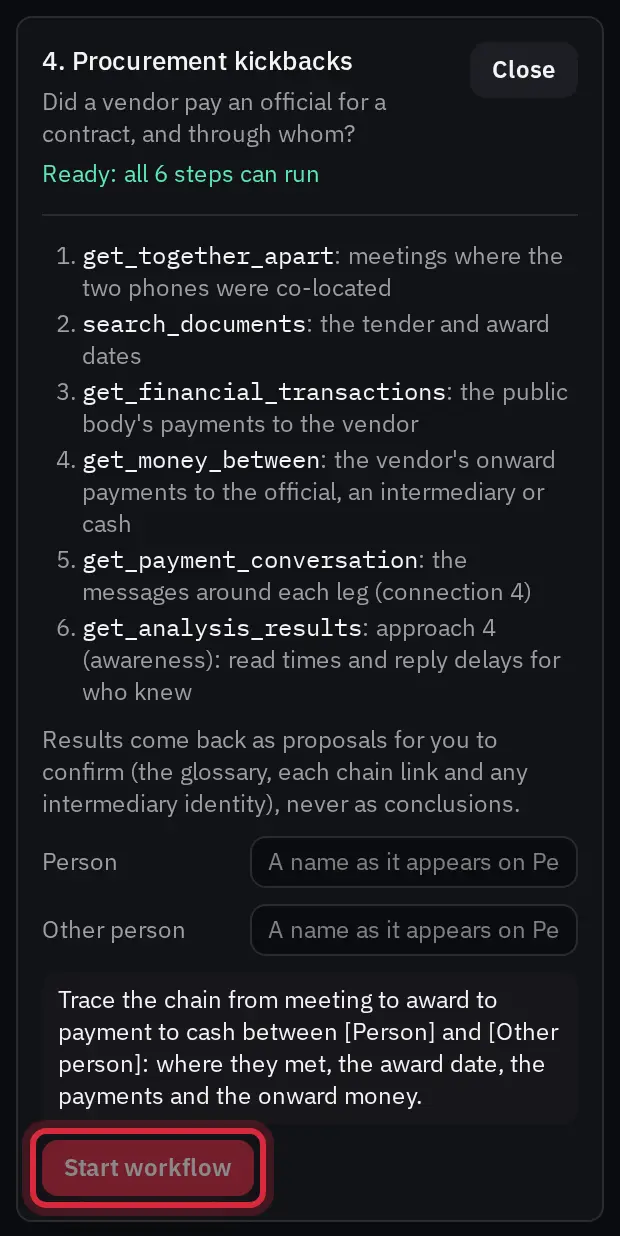 4. Procurement kickbacks
Close
Did a vendor pay an official for a
contract, and through whom?
Ready: all 6 steps can run
1. get_together_apart: meetings where the
two phones were co-located
2. search_documents: the tender and award
dates
3. get_financial_transactions: the public
body's payments to the vendor
4. get_money_between: the vendor's onward
payments to the official, an intermediary or
cash
5. get_payment_conversation: the
messages around each leg (connection 4)
6. get_analysis_results: approach 4
(awareness): read times and reply delays for
who knew
Results come back as proposals for you to
confirm (the glossary, each chain link and any
intermediary identity), never as conclusions.
Person
A name as it appears on Pe
Other person
A name as it appears on Pe
Trace the chain from meeting to award to
payment to cash between [Person] and [Other
person]: where they met, the award date, the
payments and the onward money.
Start workflow